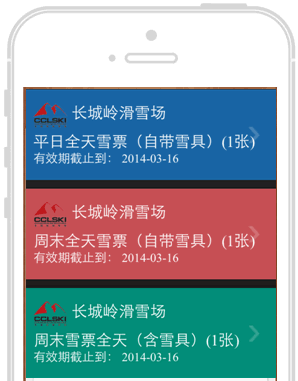 CCLSKI
长城岭滑雪场
平日全天雪票（自带雪具）(1张)
有效期截止到： 2014-03-16
CCLSKI
长城岭滑雪场
周末全天雪票（自带雪具）(1张)
有效期截止到： 2014-03-16
CCLSKI
长城岭滑雪场
周末雪票全天（含雪具）(1张)
有效期截止到： 2014-03-16